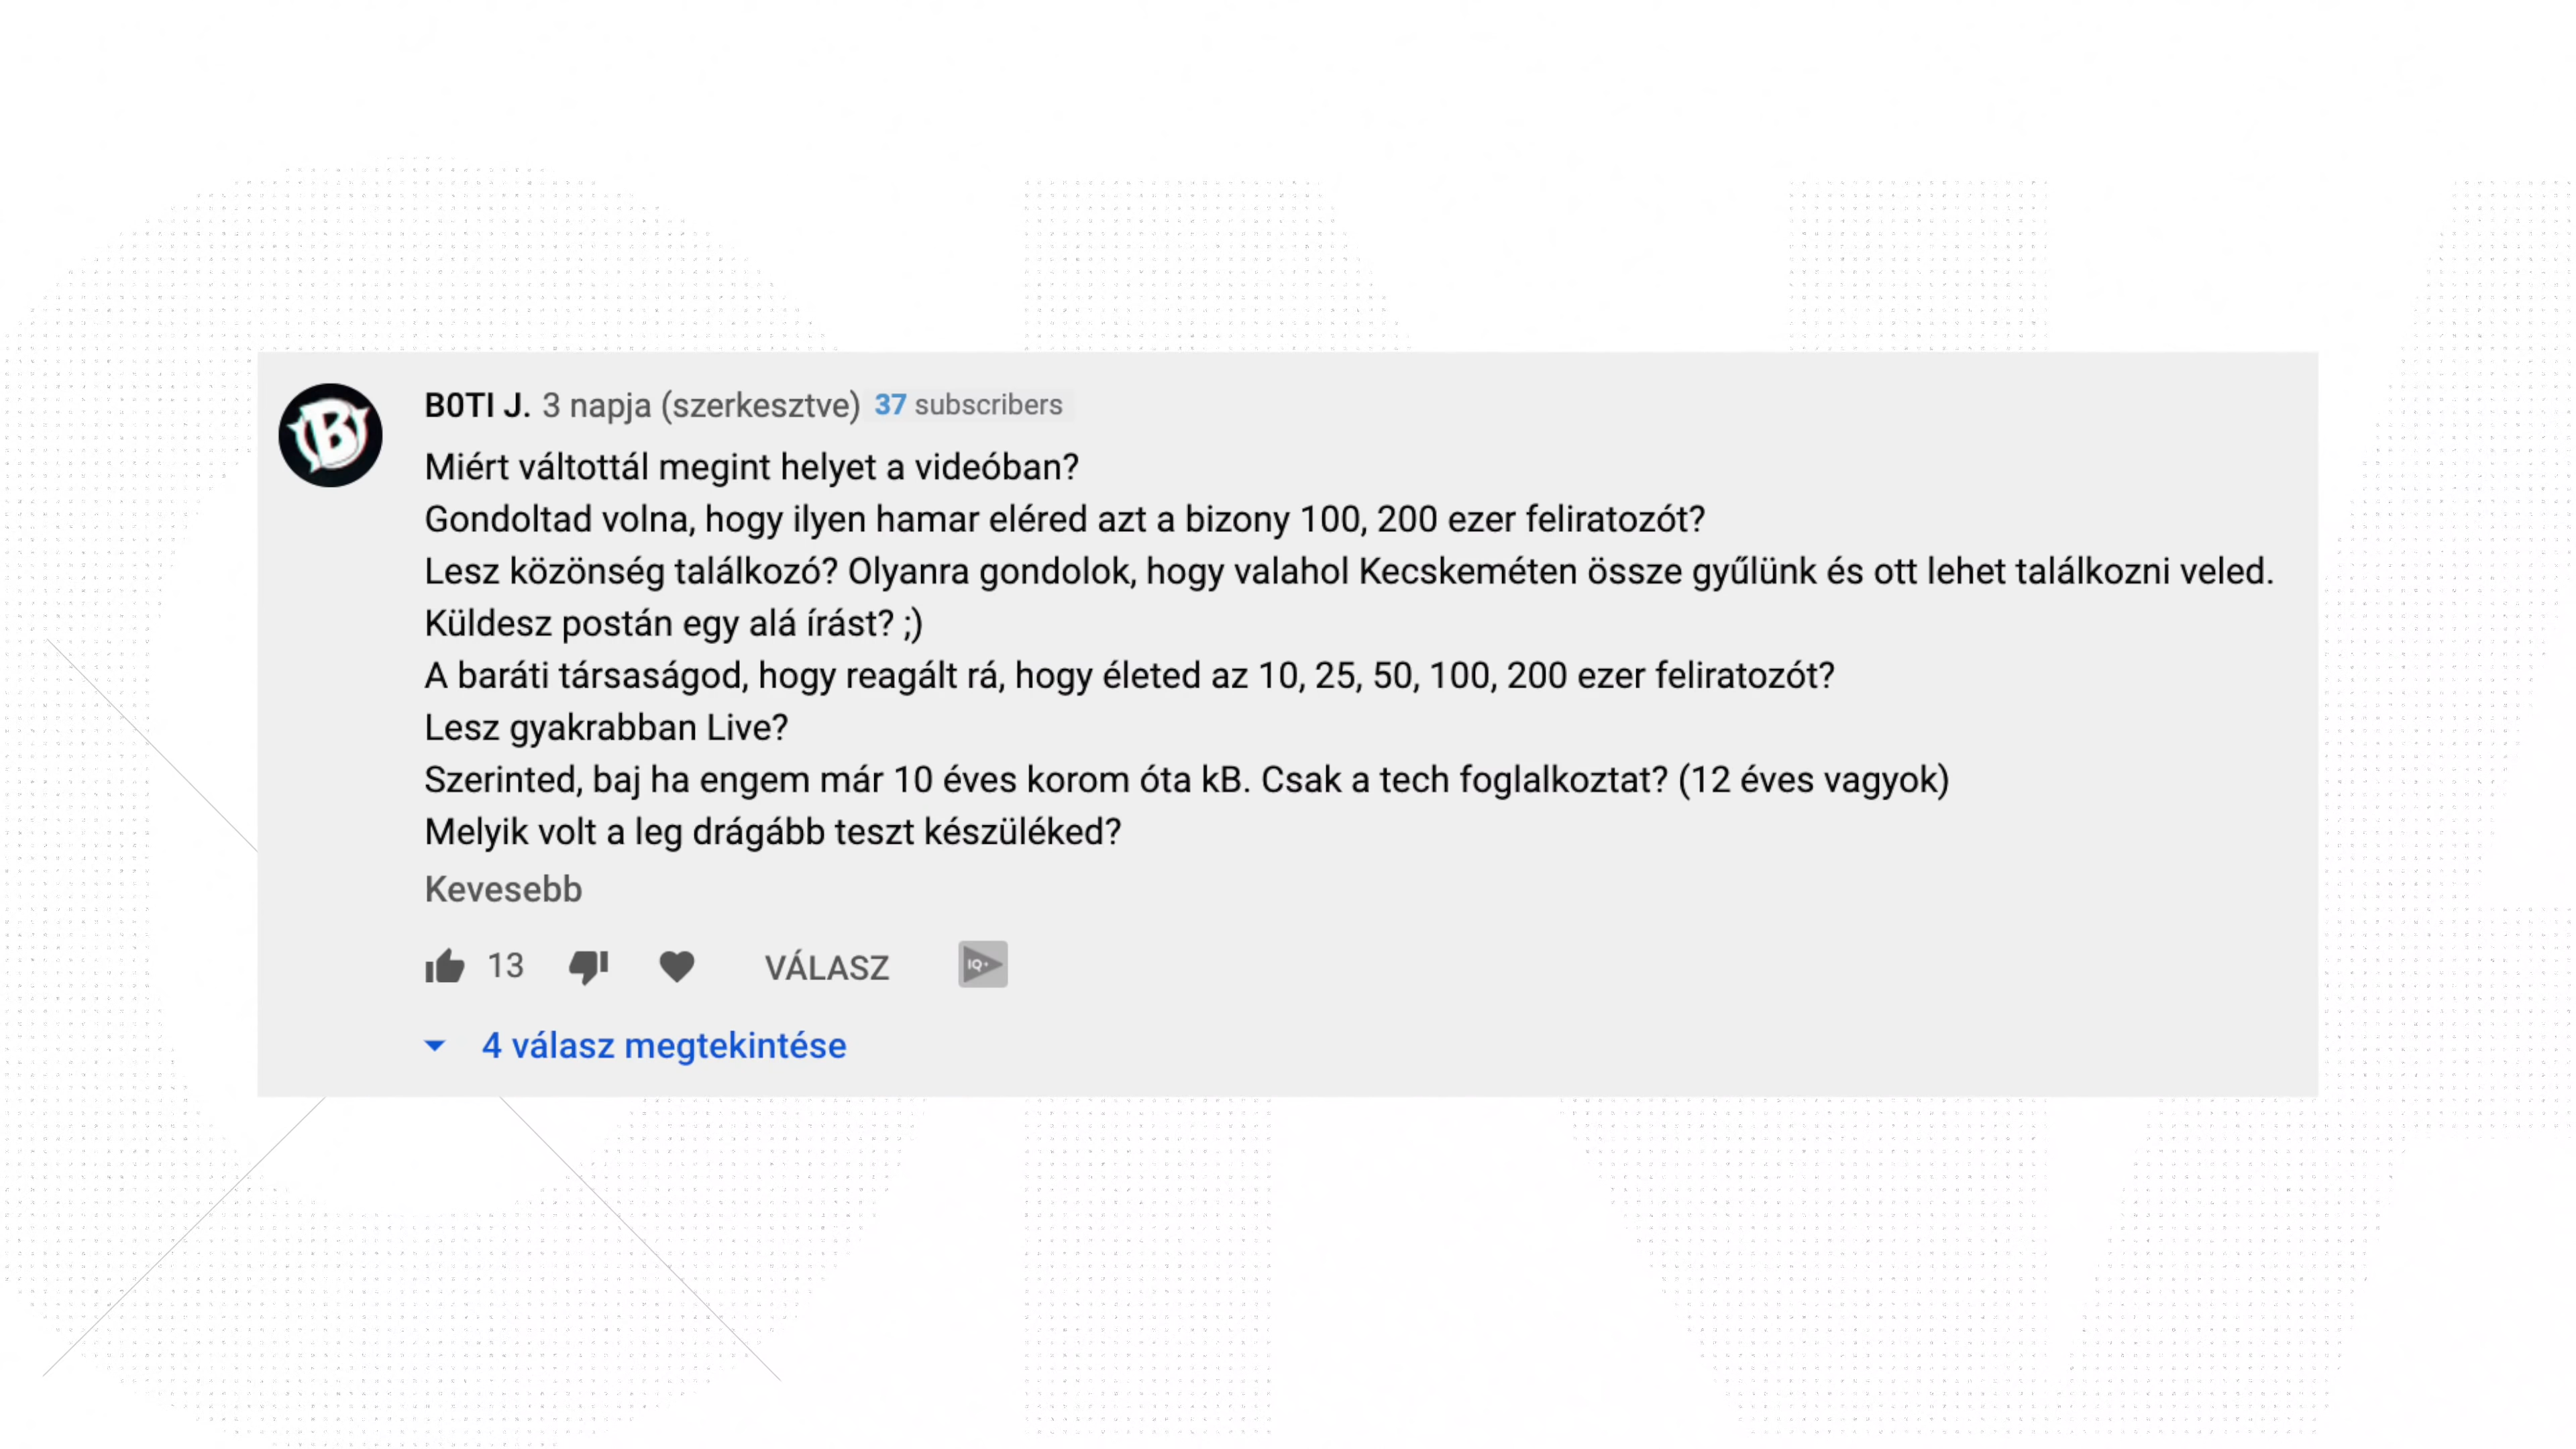 B0TI J. 3 napja (szerkesztve) 37 subscribers
Miért váltottál megint helyet a videóban?
Gondoltad volna, hogy ilyen hamar eléred azt a bizony 100, 200 ezer feliratozót?
Lesz közönség találkozó? Olyanra gondolok, hogy valahol Kecskeméten össze gyűlünk és ott lehet találkozni veled.
Küldesz postán egy alá írást? ;)
A baráti társaságod, hogy reagált rá, hogy életed az 10, 25, 50, 100, 200 ezer feliratozót?
Lesz gyakrabban Live?
Szerinted, baj ha engem már 10 éves korom óta kB. Csak a tech foglalkoztat? (12 éves vagyok)
Melyik volt a leg drágább teszt készüléked?
Kevesebb
13 VÁLASZ IQ+
4 válasz megtekintése